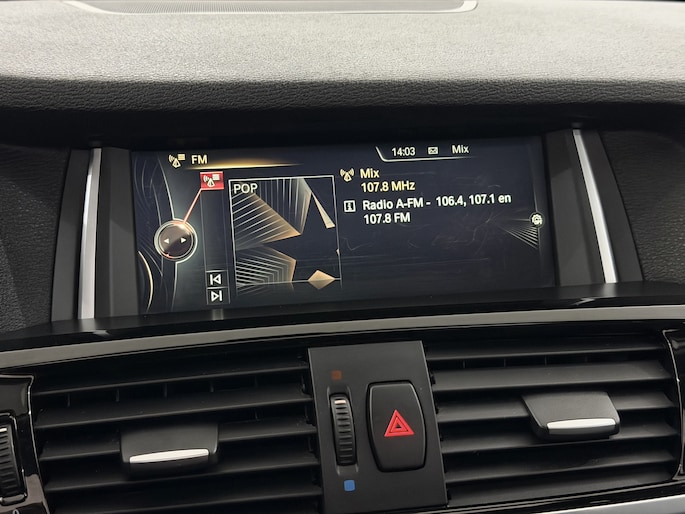 FM
14:03 Mix
POP
Mix
107.8 MHz
Radio A-FM - 106.4, 107.1 en
107.8 FM